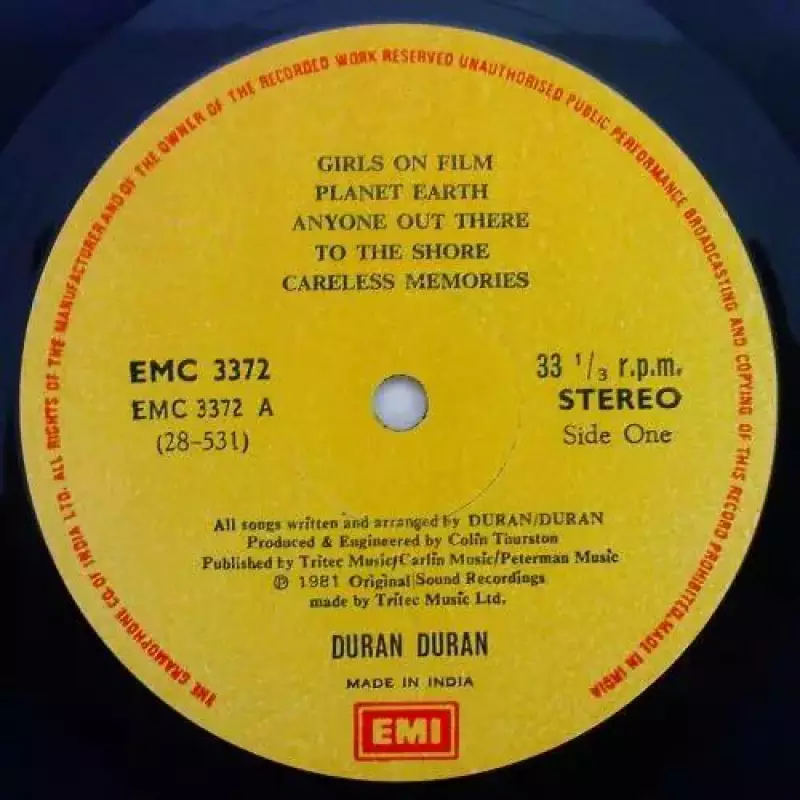 THE GRAMOPHONE CO. OF INDIA LTD. ALL RIGHTS OF THE MANUFACTURER AND OF THE OWNER OF THE RECORDED WORK RESERVED UNAUTHORISED PUBLIC PERFORMANCE BROADCASTING AND COPYING OF THIS RECORD PROHIBITED. MADE IN INDIA
GIRLS ON FILM
PLANET EARTH
ANYONE OUT THERE
TO THE SHORE
CARELESS MEMORIES
EMC 3372
EMC 3372 A
(28-531)
33 1/3 r.p.m.
STEREO
Side One
All songs written and arranged by DURAN/DURAN
Produced & Engineered by Colin Thurston
Published by Tritec Music/Carlin Music/Peterman Music
℗ 1981 Original Sound Recordings
made by Tritec Music Ltd.
DURAN DURAN
MADE IN INDIA
EMI